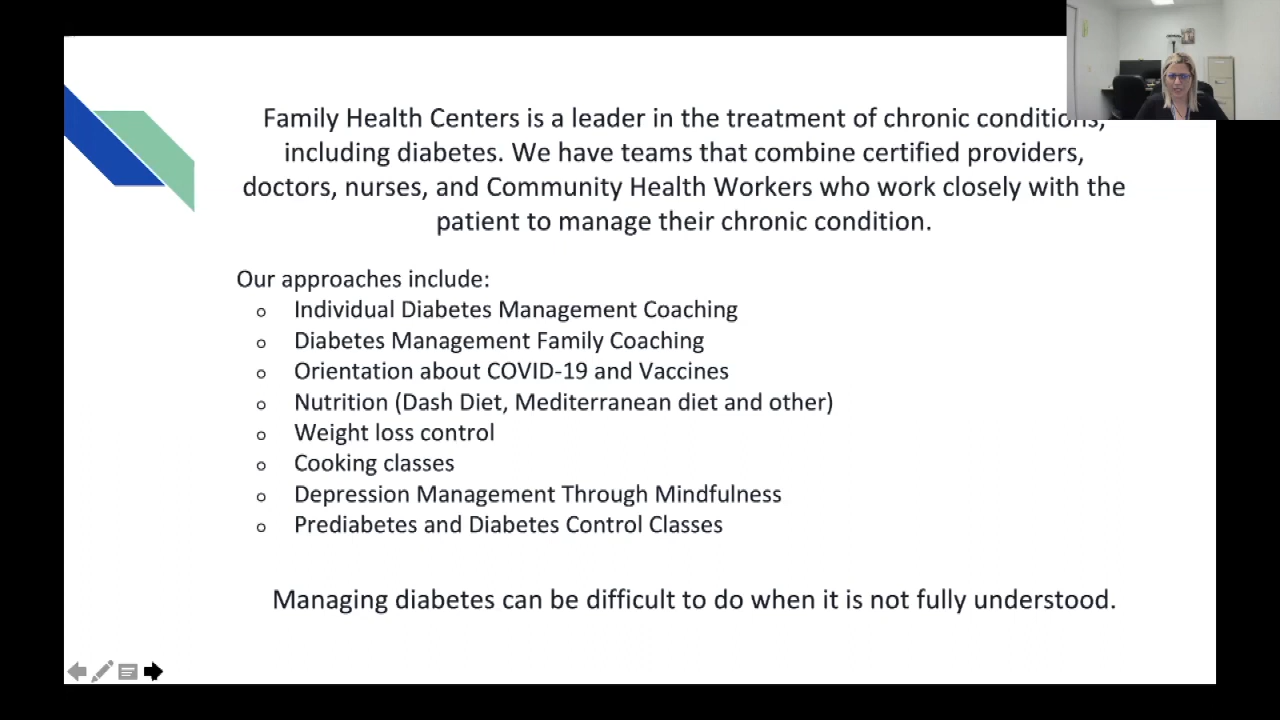 Family Health Centers is a leader in the treatment of chronic conditions,
including diabetes. We have teams that combine certified providers,
doctors, nurses, and Community Health Workers who work closely with the
patient to manage their chronic condition.
Our approaches include:
o Individual Diabetes Management Coaching
o Diabetes Management Family Coaching
o Orientation about COVID-19 and Vaccines
o Nutrition (Dash Diet, Mediterranean diet and other)
o Weight loss control
o Cooking classes
o Depression Management Through Mindfulness
o Prediabetes and Diabetes Control Classes
Managing diabetes can be difficult to do when it is not fully understood.